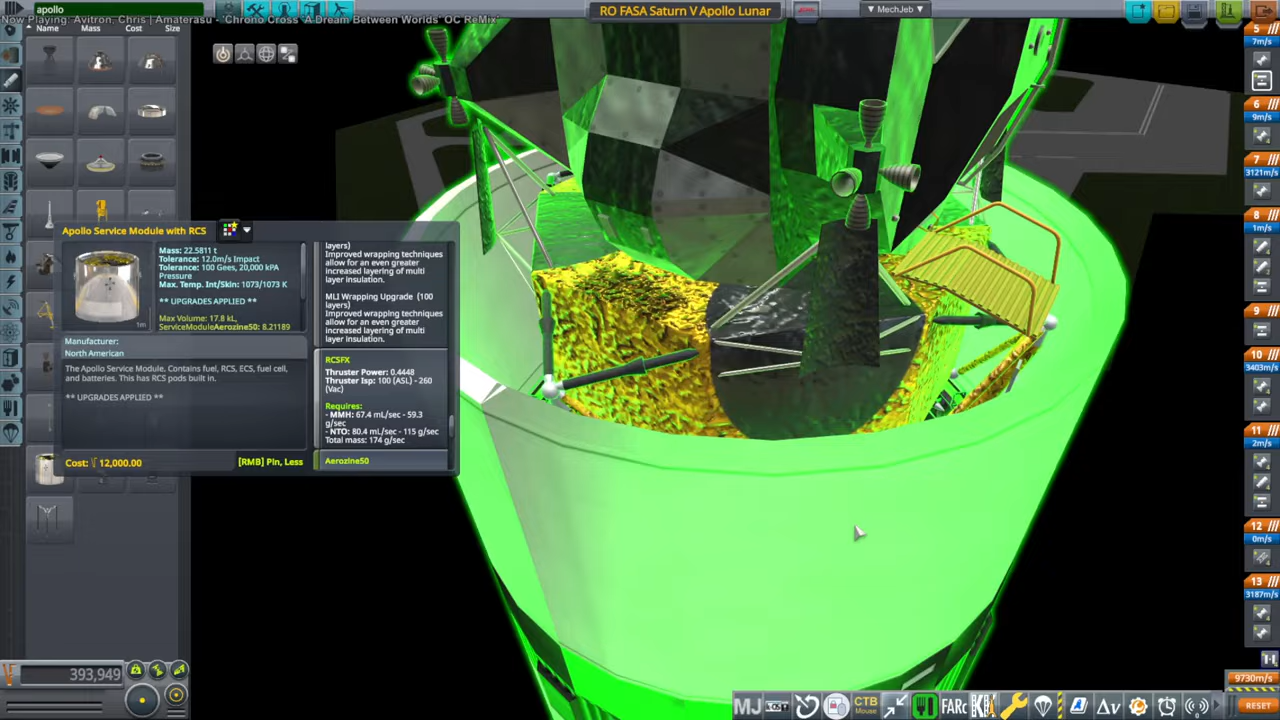 apollo
Now Playing: Avitron, Chris | Amaterasu - 'Chrono Cross 'A Dream Between Worlds' OC ReMix'
Name Mass Cost Size
RO FASA Saturn V Apollo Lunar
▼ MechJeb ▼
Apollo Service Module with RCS
Mass: 22.5811 t
Tolerance: 12.0m/s Impact
Tolerance: 100 Gees, 20,000 kPA
Pressure
Max. Temp. Int/Skin: 1073/1073 K
** UPGRADES APPLIED **
Max Volume: 17.8 kL,
ServiceModuleAerozine50: 8.21189
1m
Manufacturer:
North American
The Apollo Service Module. Contains fuel, RCS, ECS, fuel cell,
and batteries. This has RCS pods built in.
** UPGRADES APPLIED **
Cost: 12,000.00
[RMB] Pin, Less
layers)
Improved wrapping techniques
allow for an even greater
increased layering of multi
layer insulation.
MLI Wrapping Upgrade (100
layers)
Improved wrapping techniques
allow for an even greater
increased layering of multi
layer insulation.
RCSFX
Thruster Power: 0.4448
Thruster Isp: 100 (ASL) - 260
(Vac)
Requires:
- MMH: 67.4 mL/sec - 59.3
g/sec
- NTO: 80.4 mL/sec - 115 g/sec
Total mass: 174 g/sec
Aerozine50
5
7m/s
6
9m/s
7
3121m/s
8
1m/s
9
10
3403m/s
11
2m/s
12
0m/s
13
3187m/s
9730m/s
RESET
393,949
MJ
CTB
Mouse
FARc
Δv